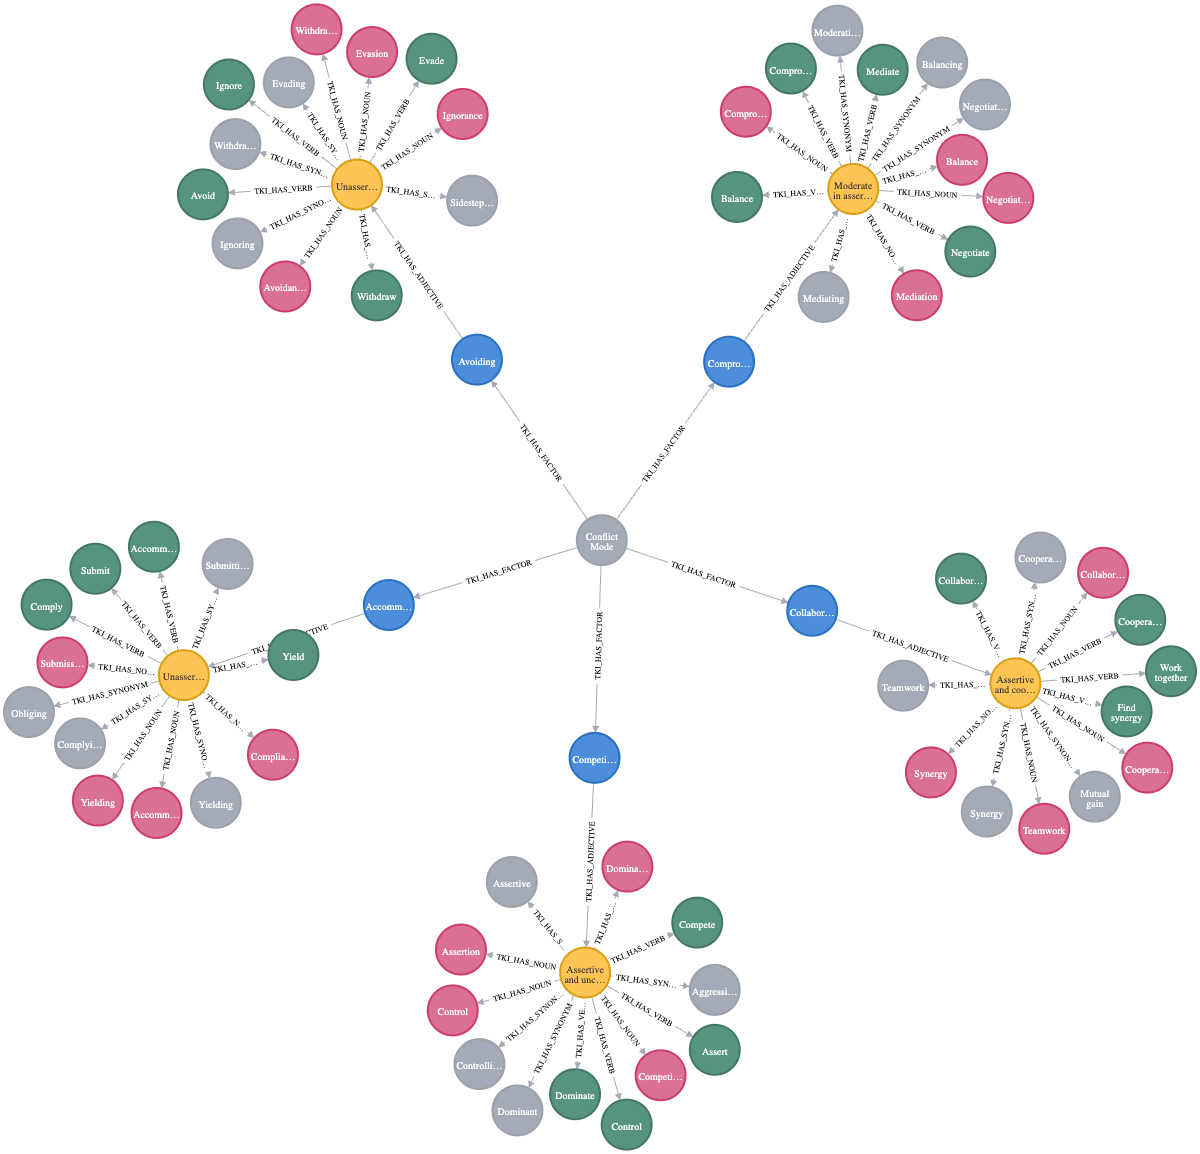 Withdra…
Evasion
Evade
Ignore
Evading
Ignorance
Withdra…
Avoid
Unasser…
Sidestep…
Ignoring
Avoidan…
Withdraw
TKI_HAS_NOUN
TKI_HAS_NOUN
TKI_HAS_VERB
TKI_HAS_SY…
TKI_HAS_VERB
TKI_HAS_NOUN
TKI_HAS_SYN…
TKI_HAS_VERB
TKI_HAS_S…
TKI_HAS_SYNO…
TKI_HAS_NOUN
TKI_HAS_…
TKI_HAS_ADJECTIVE
Avoiding
TKI_HAS_FACTOR
Moderati…
Compro…
Mediate
Balancing
Compro…
Negotiat…
Balance
Balance
Moderate
in asser…
Negotiat…
Negotiate
Mediating
Mediation
TKI_HAS_SYNONYM
TKI_HAS_VERB
TKI_HAS_VERB
TKI_HAS_SYNONYM
TKI_HAS_NOUN
TKI_HAS_SYNONYM
TKI_HAS_…
TKI_HAS_V…
TKI_HAS_NOUN
TKI_HAS_VERB
TKI_HAS_…
TKI_HAS_NO…
TKI_HAS_ADJECTIVE
Compro…
TKI_HAS_FACTOR
Conflict
Mode
TKI_HAS_FACTOR
TKI_HAS_FACTOR
TKI_HAS_FACTOR
Accomm…
Submit
Submitti…
Comply
Accomm…
Submiss…
Yield
Unasser…
Obliging
Complyi…
Complia…
Yielding
Accomm…
Yielding
TKI_HAS_VERB
TKI_HAS_VERB
TKI_HAS_SY…
TKI_HAS_VERB
TKI_HAS_NO…
TKI_HAS_…
TKI_HAS_SYNONYM
TKI_HAS_SY…
TKI_HAS_NOUN
TKI_HAS_NOUN
TKI_HAS_SYNO…
TKI_HAS_N…
Collabor…
TKI_HAS_ADJECTIVE
Collabor…
Coopera…
Collabor…
Coopera…
Work
together
Teamwork
Assertive
and coo…
Find
synergy
Coopera…
Synergy
Synergy
Teamwork
Mutual
gain
TKI_HAS_V…
TKI_HAS_SYN…
TKI_HAS_NOUN
TKI_HAS_VERB
TKI_HAS_VERB
TKI_HAS_…
TKI_HAS_V…
TKI_HAS_NOUN
TKI_HAS_NO…
TKI_HAS_SYN…
TKI_HAS_NOUN
TKI_HAS_SYNON…
Competi…
TKI_HAS_ADJECTIVE
Assertive
Domina…
Compete
Assertion
Assertive
and unc…
Aggressi…
Control
Assert
Controlli…
Competi…
Dominant
Dominate
Control
TKI_HAS_S…
TKI_HAS_…
TKI_HAS_VERB
TKI_HAS_NOUN
TKI_HAS_SYN…
TKI_HAS_NOUN
TKI_HAS_VERB
TKI_HAS_SYNON…
TKI_HAS_NOUN
TKI_HAS_SYNONYM
TKI_HAS_VE…
TKI_HAS_VERB